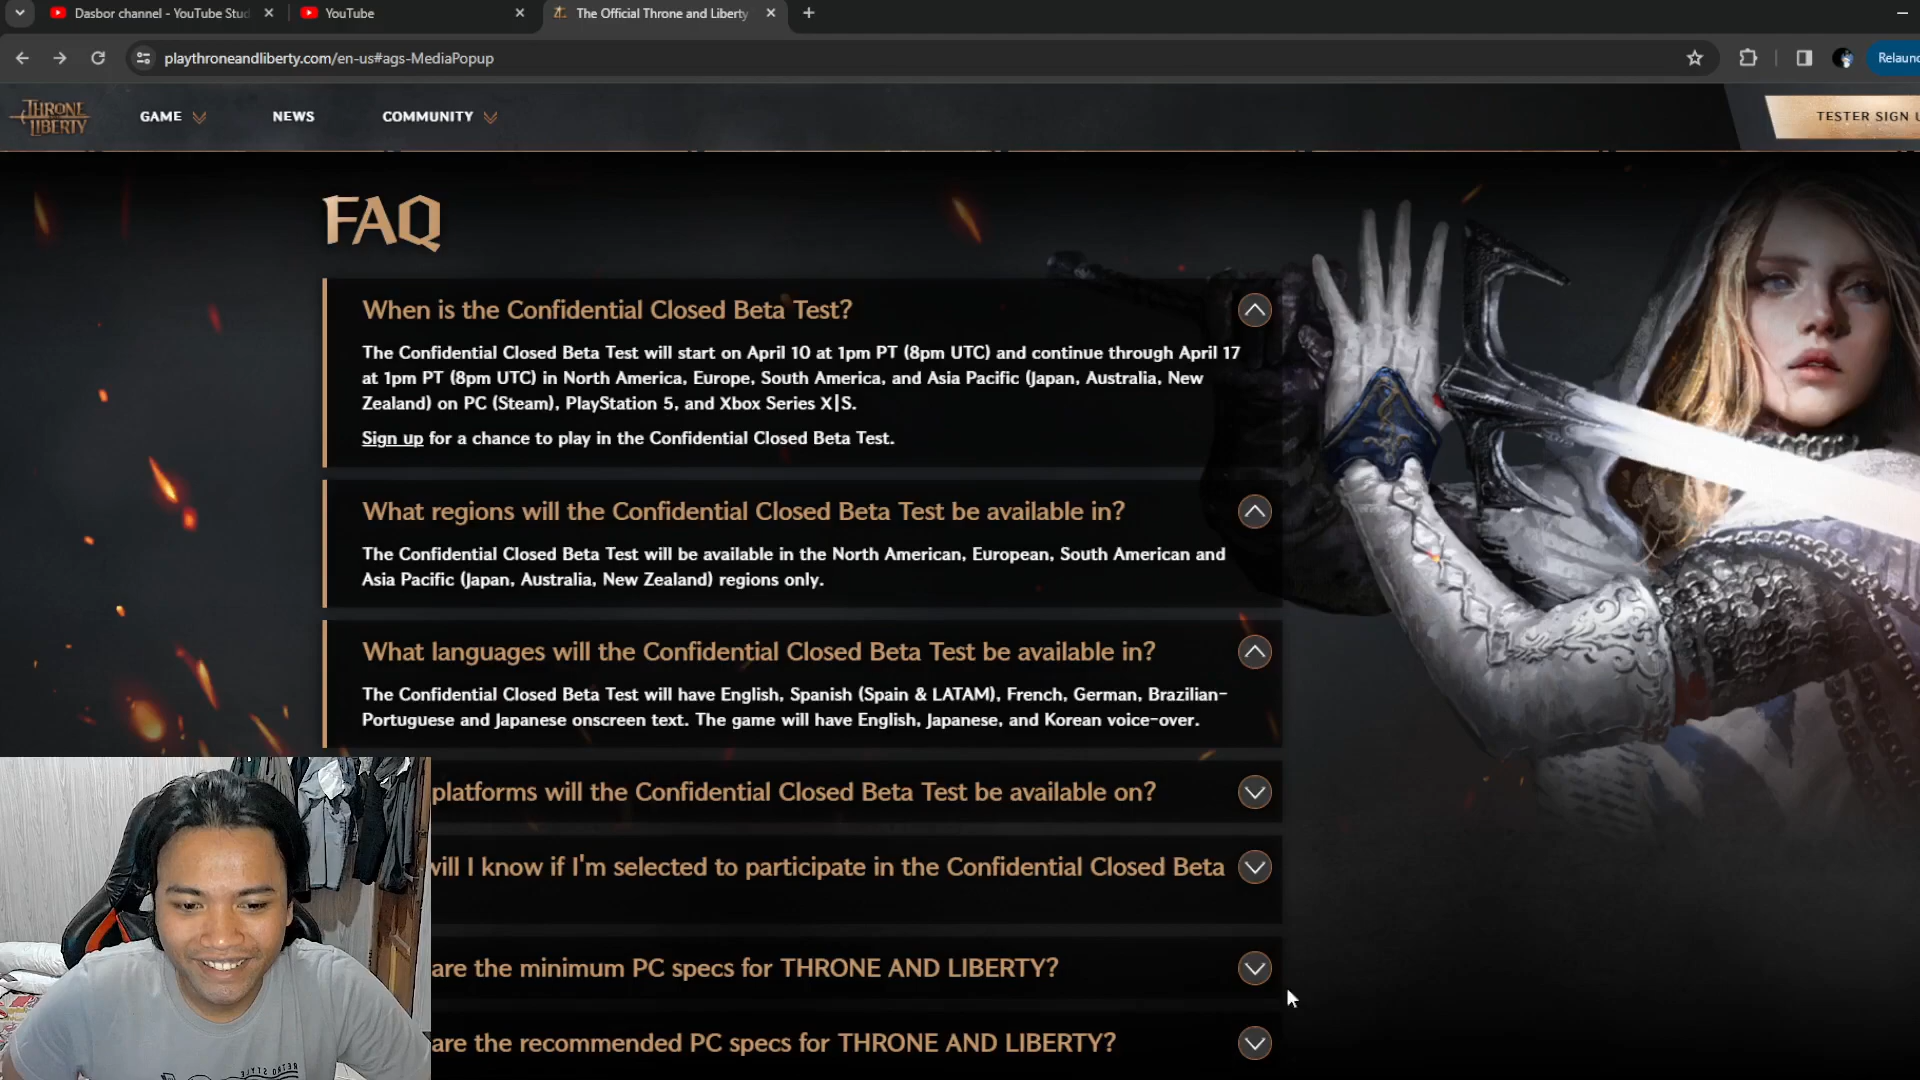 Dasbor channel - YouTube Stud
YouTube
The Official Throne and Liberty
playthroneandliberty.com/en-us#ags-MediaPopup
Relaunc
THRONE
LIBERTY
GAME
NEWS
COMMUNITY
TESTER SIGN U
FAQ
When is the Confidential Closed Beta Test?
The Confidential Closed Beta Test will start on April 10 at 1pm PT (8pm UTC) and continue through April 17
at 1pm PT (8pm UTC) in North America, Europe, South America, and Asia Pacific (Japan, Australia, New
Zealand) on PC (Steam), PlayStation 5, and Xbox Series X|S.
Sign up for a chance to play in the Confidential Closed Beta Test.
What regions will the Confidential Closed Beta Test be available in?
The Confidential Closed Beta Test will be available in the North American, European, South American and
Asia Pacific (Japan, Australia, New Zealand) regions only.
What languages will the Confidential Closed Beta Test be available in?
The Confidential Closed Beta Test will have English, Spanish (Spain & LATAM), French, German, Brazilian-
Portuguese and Japanese onscreen text. The game will have English, Japanese, and Korean voice-over.
platforms will the Confidential Closed Beta Test be available on?
will I know if I'm selected to participate in the Confidential Closed Beta
are the minimum PC specs for THRONE AND LIBERTY?
are the recommended PC specs for THRONE AND LIBERTY?
RETRO STYLE